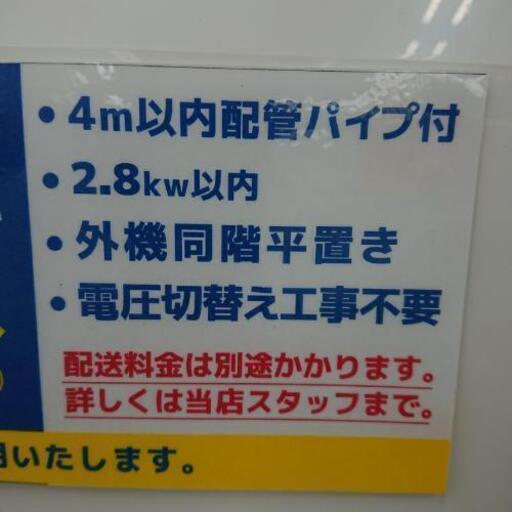 ・4m以内配管パイプ付
・2.8kw以内
・外機同階平置き
・電圧切替え工事不要
配送料金は別途かかります。
詳しくは当店スタッフまで。
いたします。